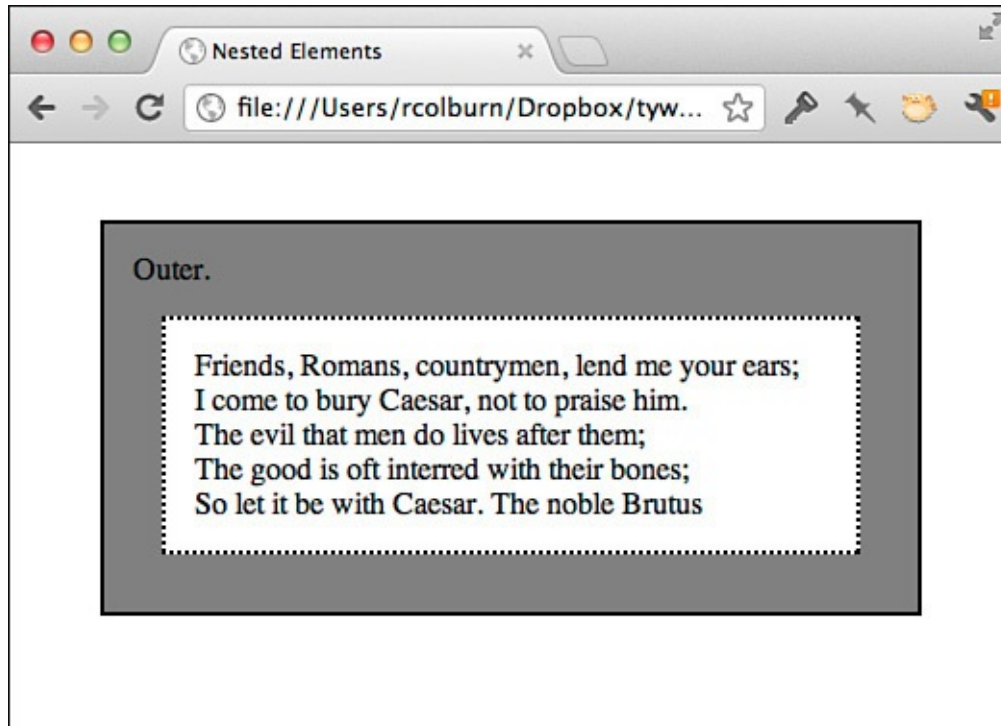 Nested Elements
file:///Users/rcolburn/Dropbox/tyw...
Outer.
Friends, Romans, countrymen, lend me your ears;
I come to bury Caesar, not to praise him.
The evil that men do lives after them;
The good is oft interred with their bones;
So let it be with Caesar. The noble Brutus